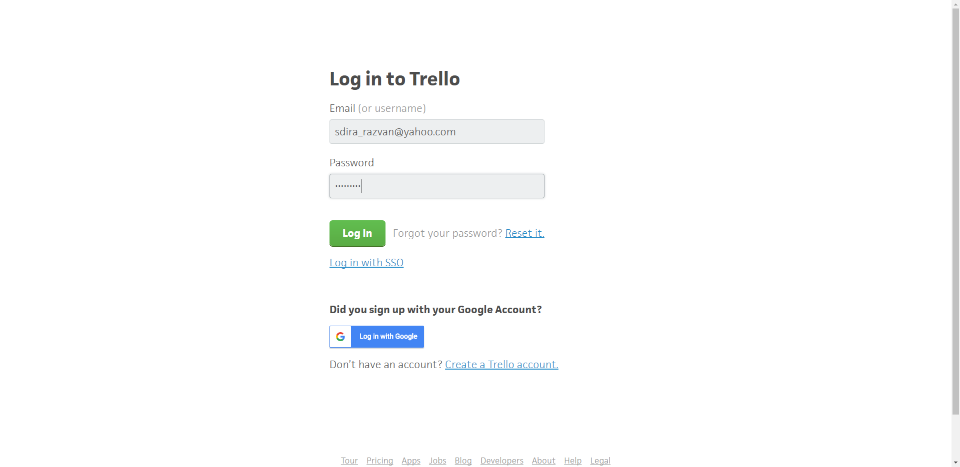 Log in to Trello
Email (or username)
sdira_razvan@yahoo.com
Password
•••••••••
Log In Forgot your password? Reset it.
Log in with SSO
Did you sign up with your Google Account?
G Log in with Google
Don't have an account? Create a Trello account.
Tour Pricing Apps Jobs Blog Developers About Help Legal